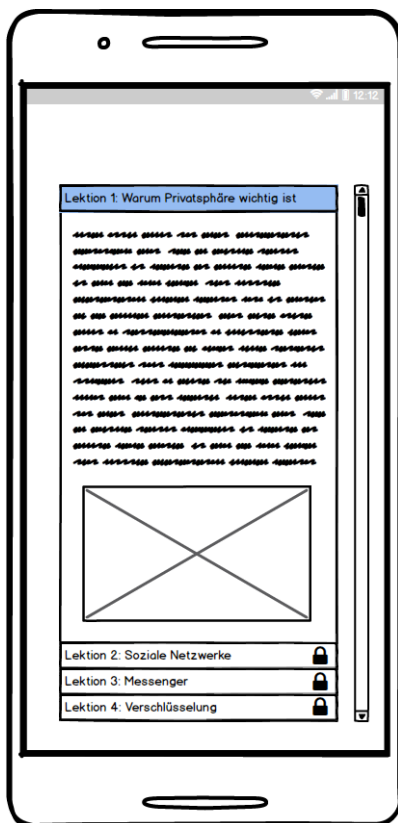 12:12
Lektion 1: Warum Privatsphäre wichtig ist
Lektion 2: Soziale Netzwerke
Lektion 3: Messenger
Lektion 4: Verschlüsselung